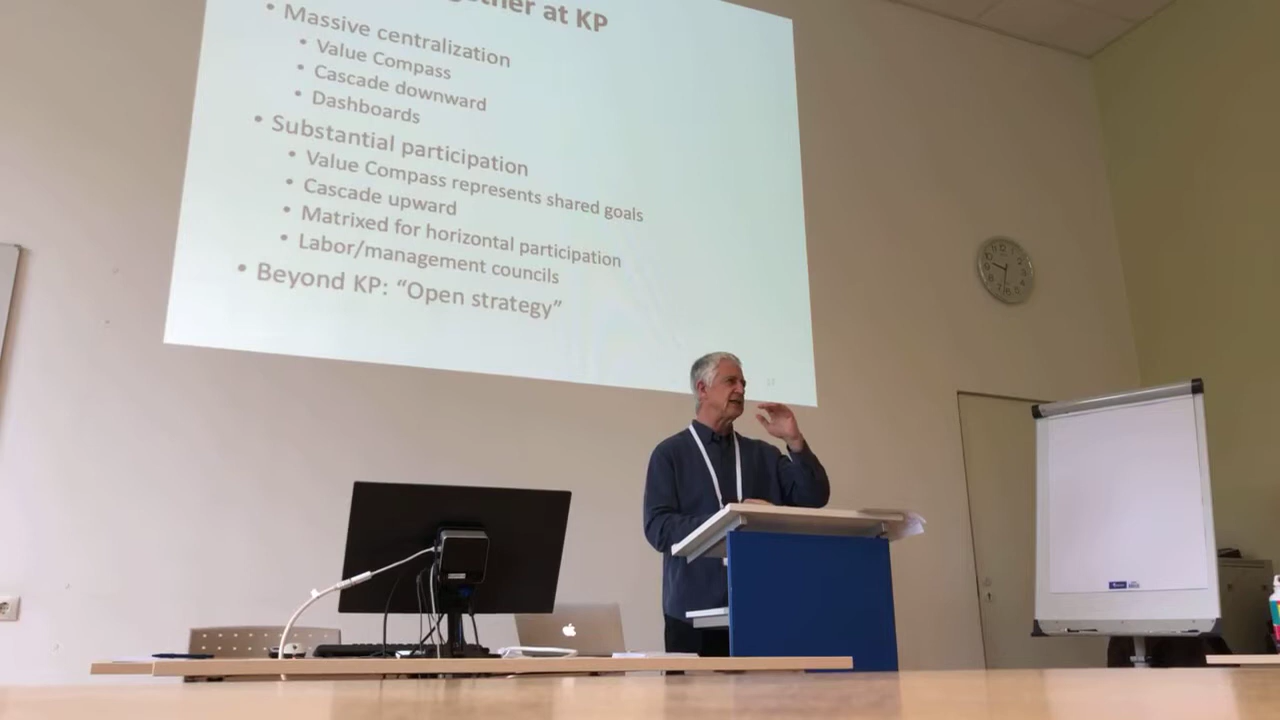 together at KP
• Massive centralization
• Value Compass
• Cascade downward
• Dashboards
• Substantial participation
• Value Compass represents shared goals
• Cascade upward
• Matrixed for horizontal participation
• Labor/management councils
• Beyond KP: “Open strategy”